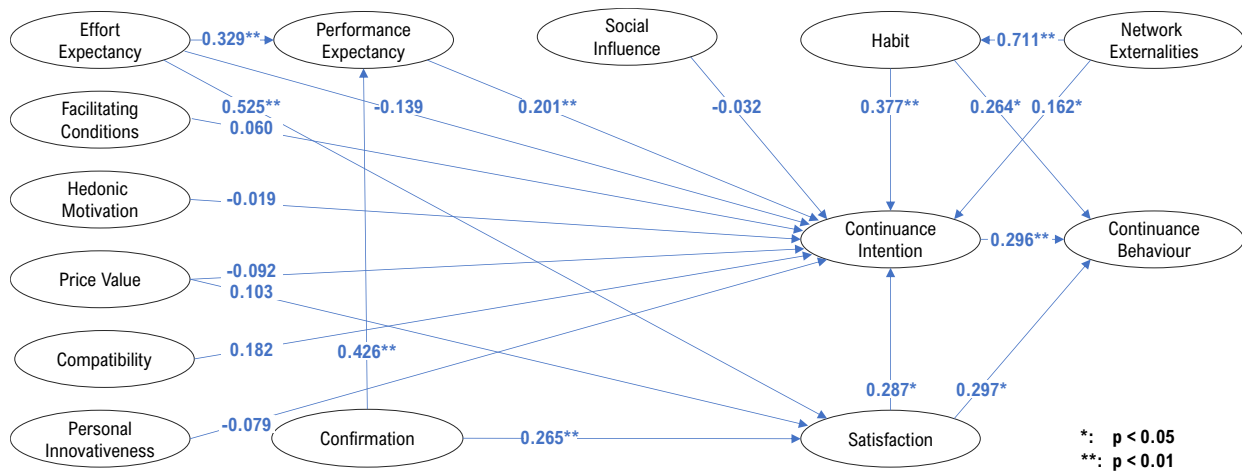 Effort
Expectancy
0.329**
Performance
Expectancy
Social
Influence
Habit
0.711**
Network
Externalities
0.525**
-0.139
0.201**
-0.032
0.377**
0.264*
0.162*
Facilitating
Conditions
0.060
Hedonic
Motivation
-0.019
Continuance
Intention
0.296**
Continuance
Behaviour
Price Value
-0.092
0.103
Compatibility
0.182
0.426**
0.287*
0.297*
Personal
Innovativeness
-0.079
Confirmation
0.265**
Satisfaction
*: p < 0.05
**: p < 0.01